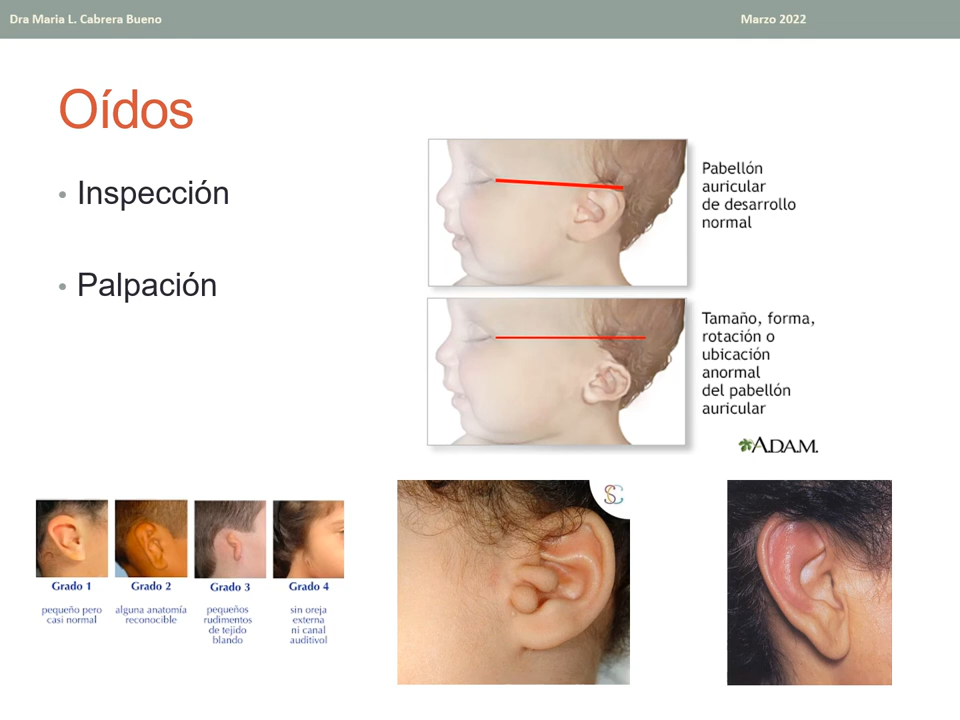 Dra Maria L. Cabrera Bueno
Marzo 2022
Oídos
• Inspección
• Palpación
Pabellón
auricular
de desarrollo
normal
Tamaño, forma,
rotación o
ubicación
anormal
del pabellón
auricular
A.D.A.M.
Grado 1
pequeño pero
casi normal
Grado 2
alguna anatomía
reconocible
Grado 3
pequeños
rudimentos
de tejido
blando
Grado 4
sin oreja
externa
ni canal
auditivol
SC